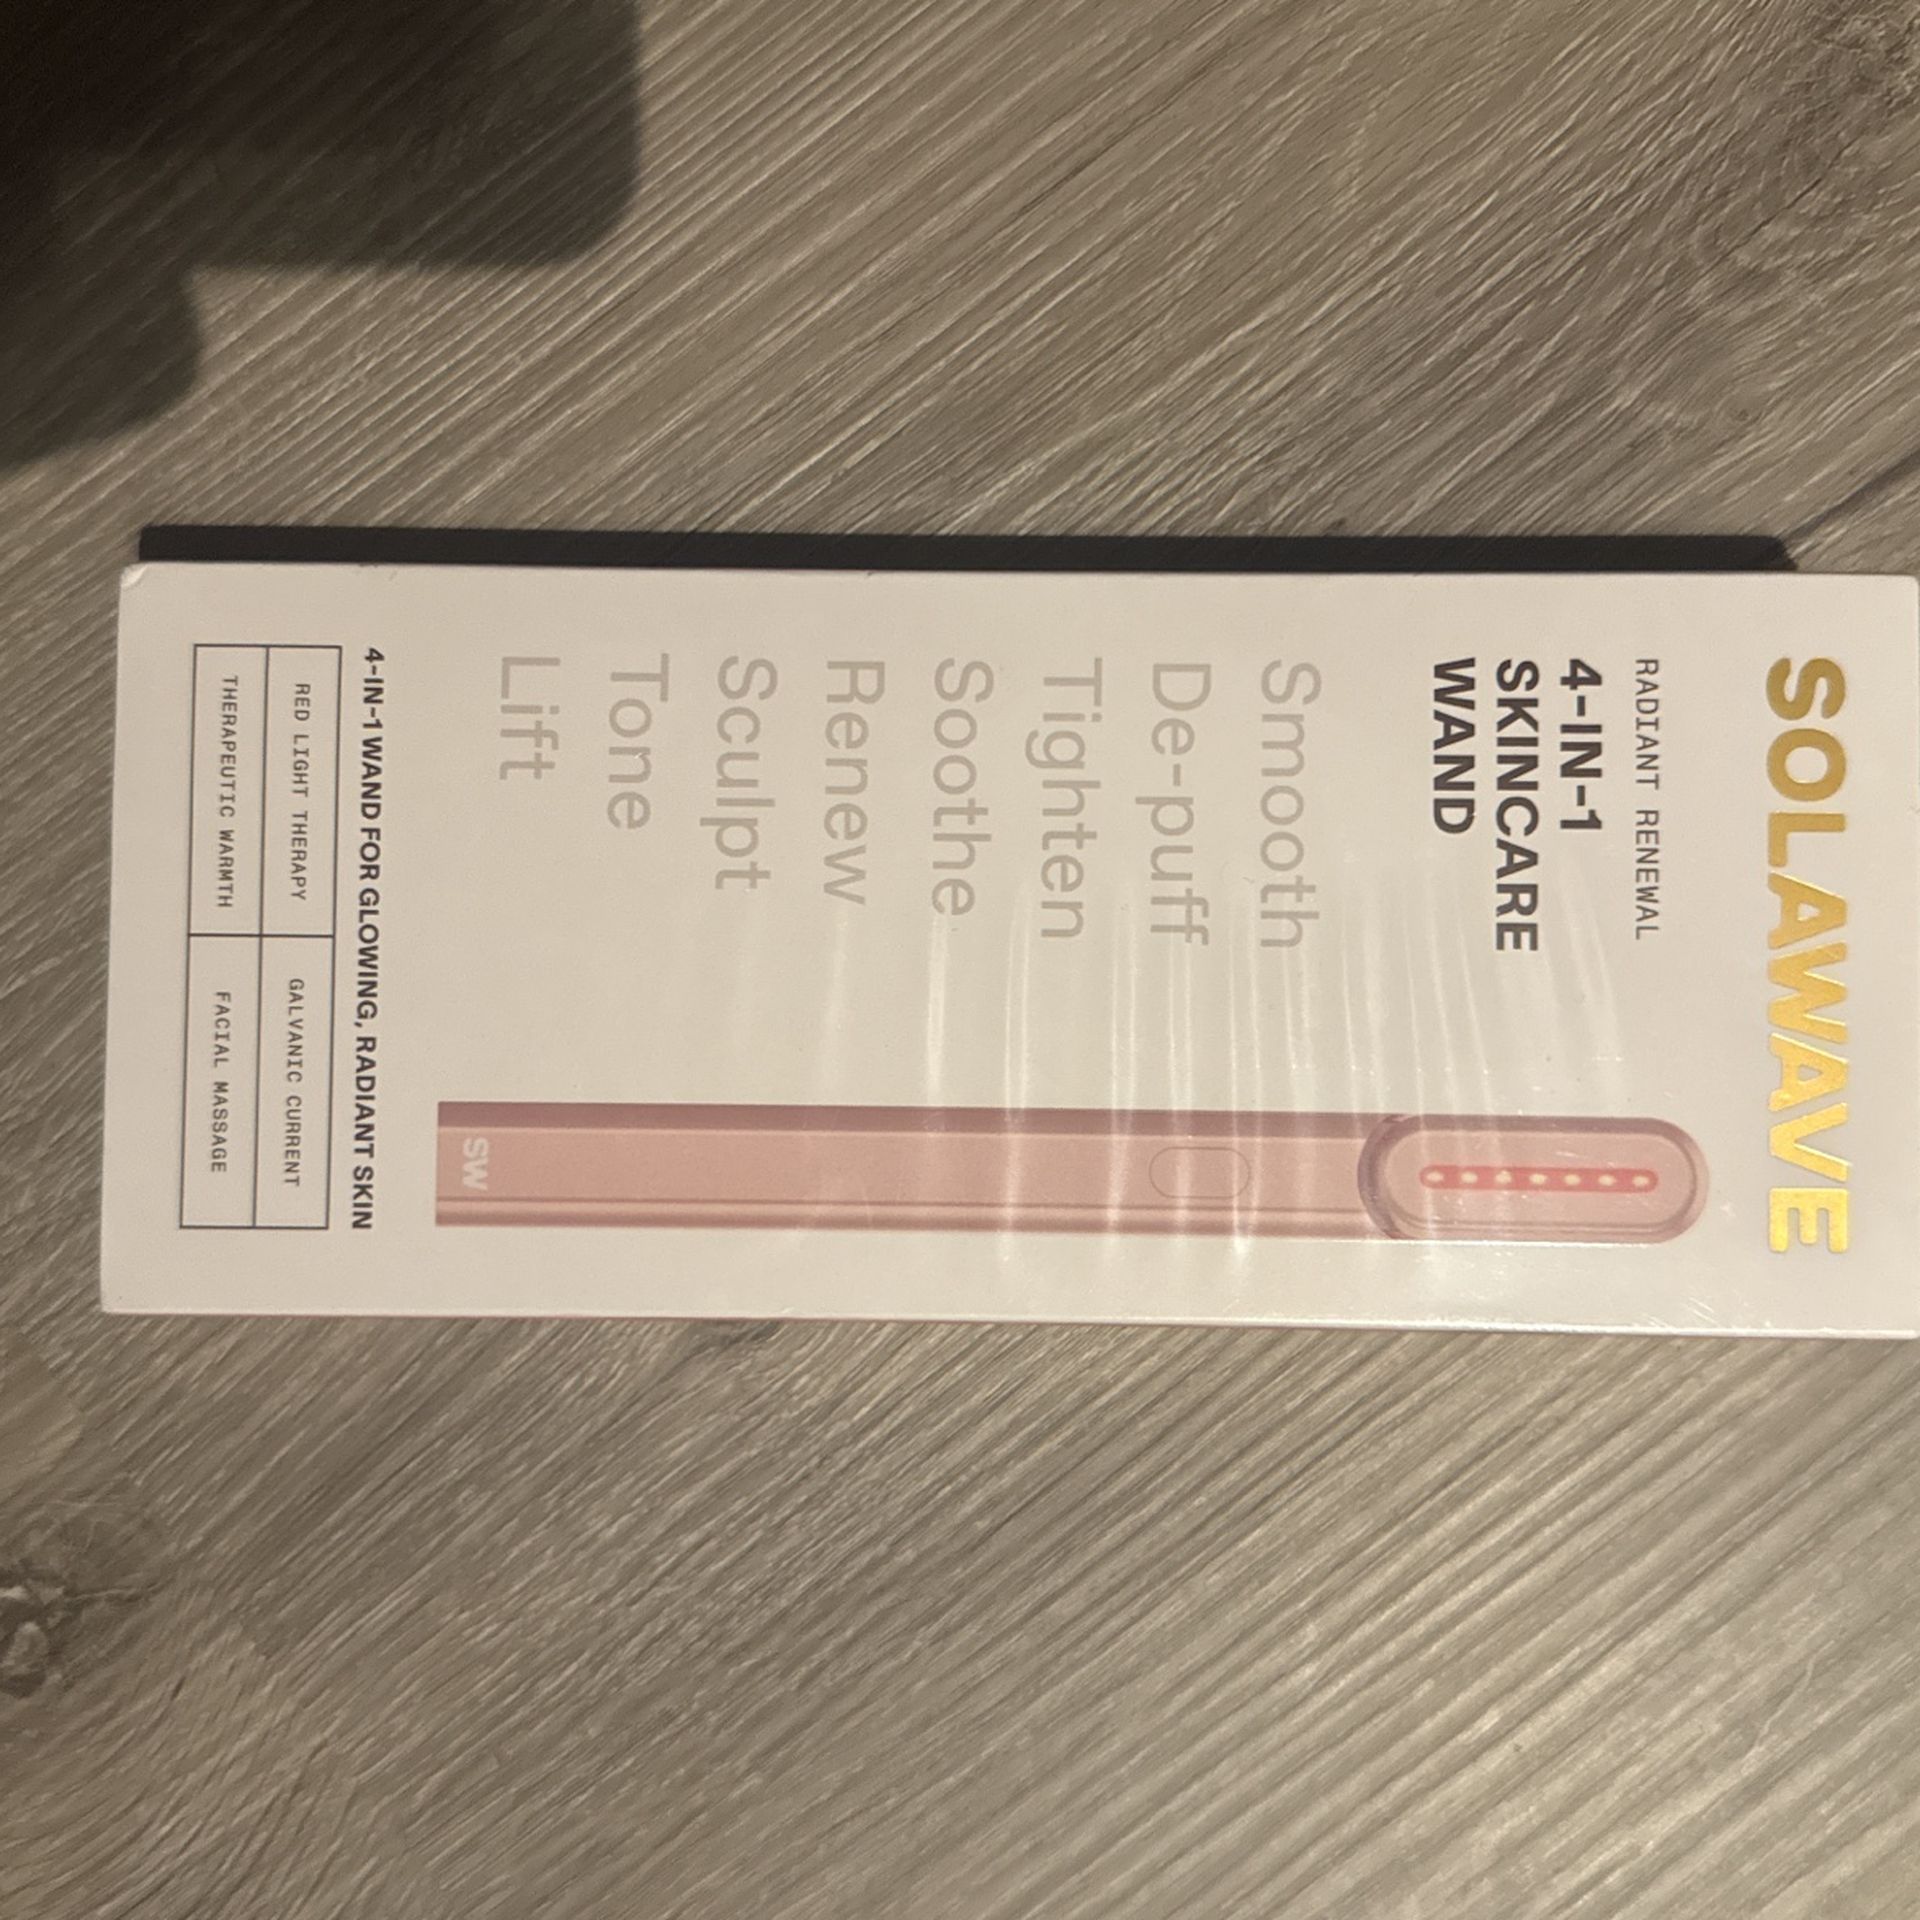 SOLAWAVE
RADIANT RENEWAL
4-IN-1
SKINCARE
WAND
Smooth
De-puff
Tighten
Soothe
Renew
Sculpt
Tone
Lift
SW
4-IN-1 WAND FOR GLOWING, RADIANT SKIN
RED LIGHT THERAPY
GALVANIC CURRENT
THERAPEUTIC WARMTH
FACIAL MASSAGE